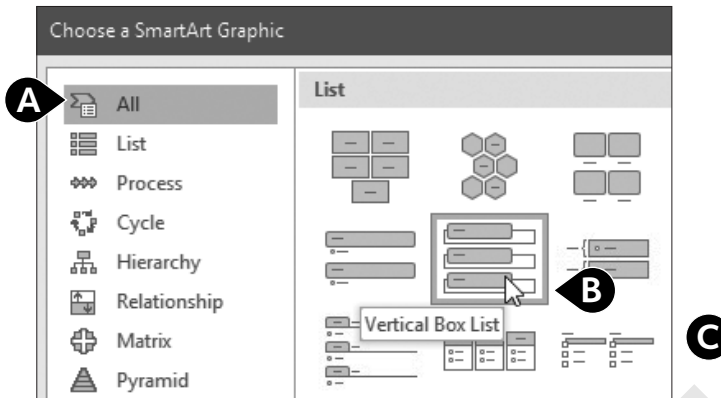 Choose a SmartArt Graphic
A
All
List
Process
Cycle
Hierarchy
Relationship
Matrix
Pyramid
List
B
Vertical Box List
C